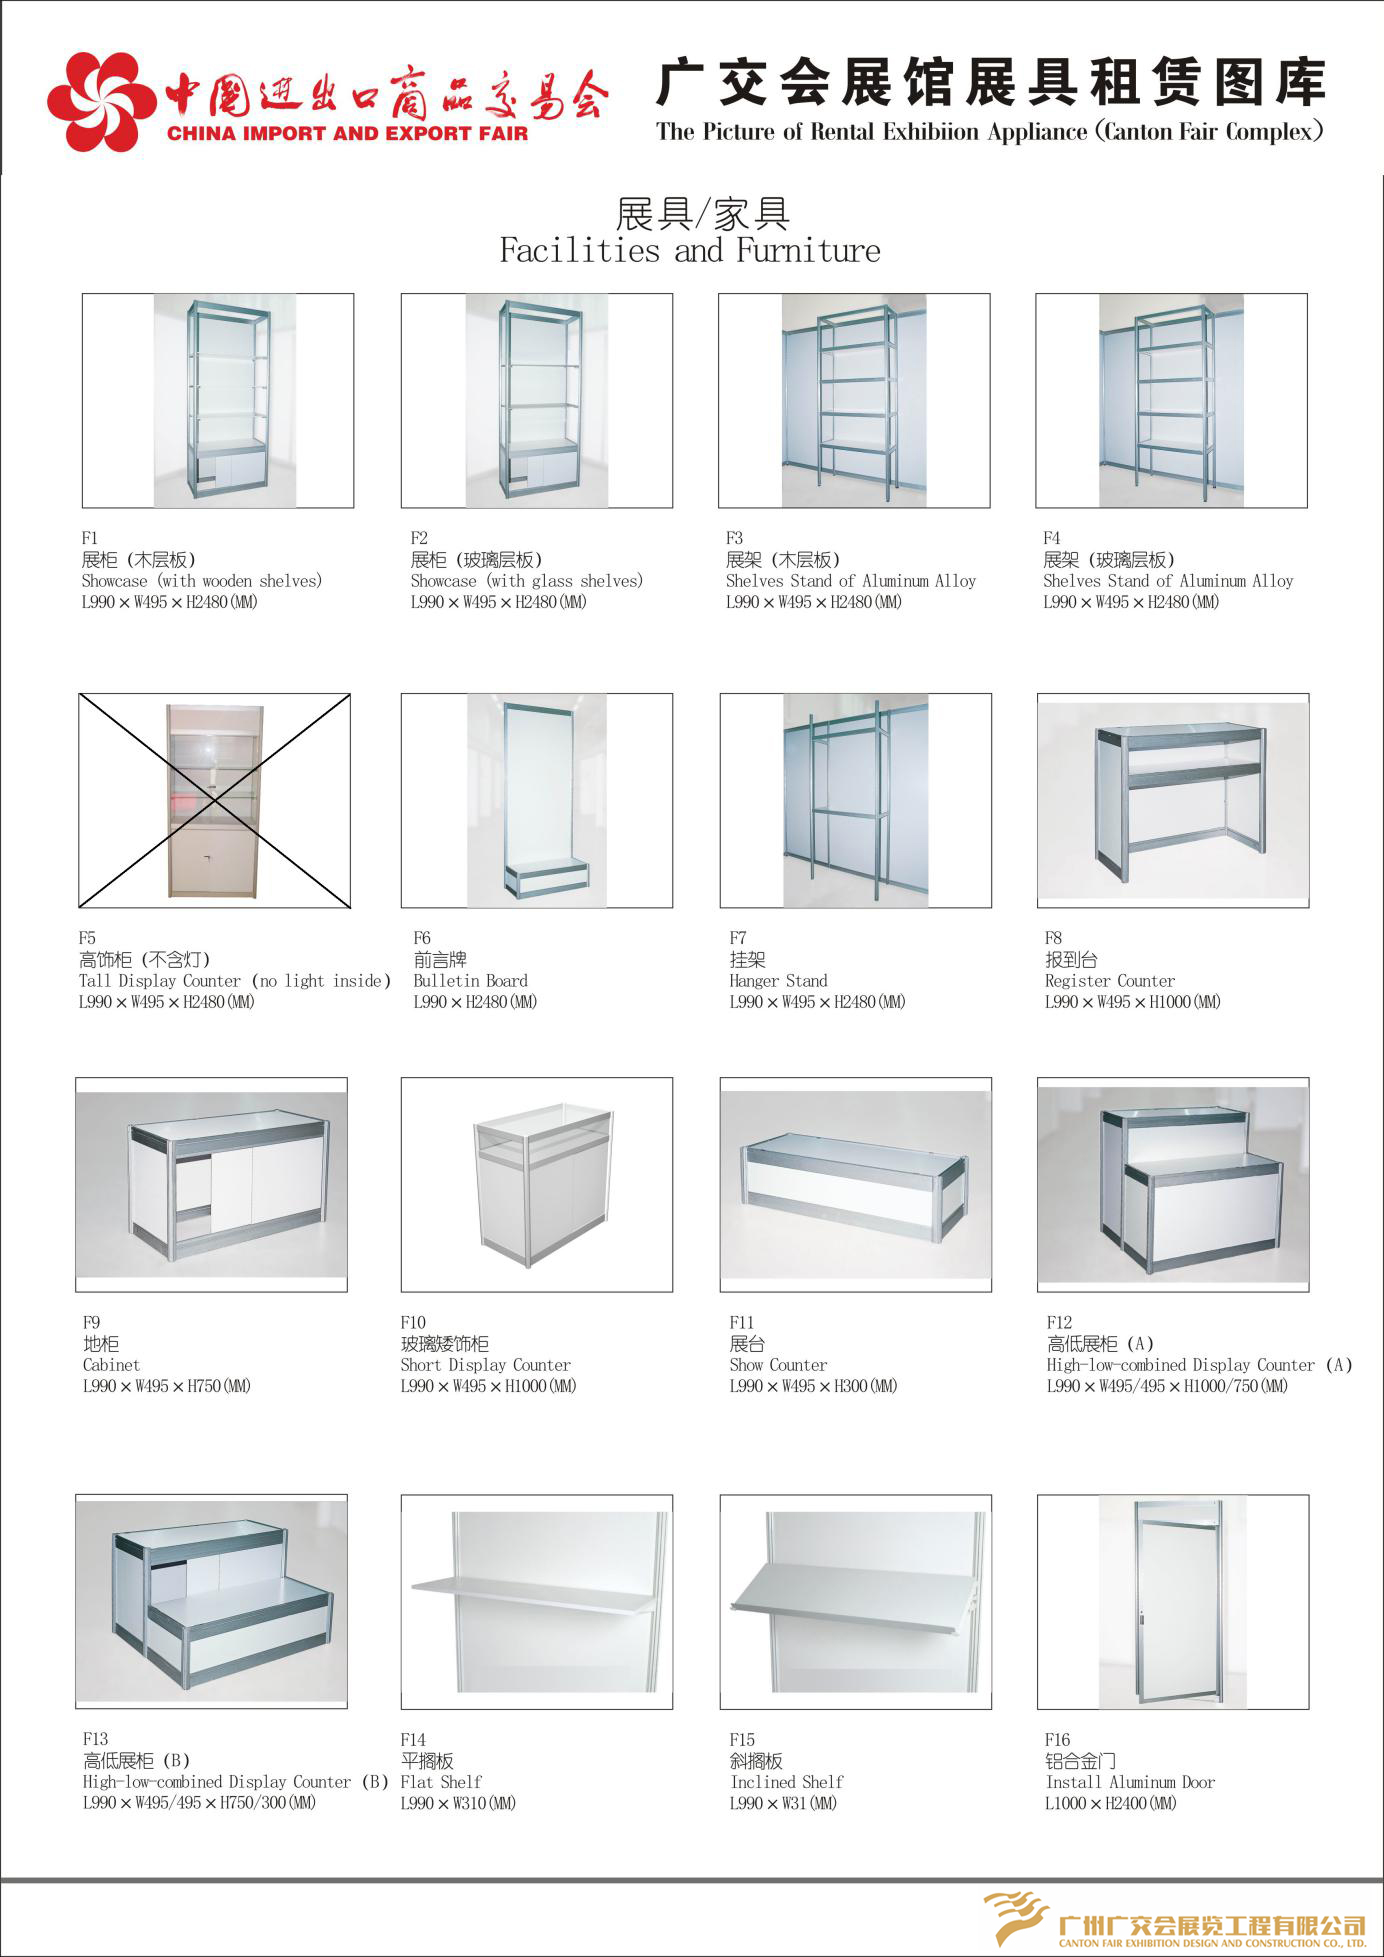 中国进出口商品交易会
CHINA IMPORT AND EXPORT FAIR
广交会展馆展具租赁图库
The Picture of Rental Exhibiion Appliance (Canton Fair Complex)
展具/家具
Facilities and Furniture
F1
展柜 (木层板)
Showcase (with wooden shelves)
L990×W495×H2480(MM)
F2
展柜 (玻璃层板)
Showcase (with glass shelves)
L990×W495×H2480(MM)
F3
展架 (木层板)
Shelves Stand of Aluminum Alloy
L990×W495×H2480(MM)
F4
展架 (玻璃层板)
Shelves Stand of Aluminum Alloy
L990×W495×H2480(MM)
F5
高饰柜 (不含灯)
Tall Display Counter (no light inside)
L990×W495×H2480(MM)
F6
前言牌
Bulletin Board
L990×H2480(MM)
F7
挂架
Hanger Stand
L990×W495×H2480(MM)
F8
报到台
Register Counter
L990×W495×H1000(MM)
F9
地柜
Cabinet
L990×W495×H750(MM)
F10
玻璃矮饰柜
Short Display Counter
L990×W495×H1000(MM)
F11
展台
Show Counter
L990×W495×H300(MM)
F12
高低展柜 (A)
High-low-combined Display Counter (A)
L990×W495/495×H1000/750(MM)
F13
高低展柜 (B)
High-low-combined Display Counter (B)
L990×W495/495×H750/300(MM)
F14
平搁板
Flat Shelf
L990×W310(MM)
F15
斜搁板
Inclined Shelf
L990×W31(MM)
F16
铝合金门
Install Aluminum Door
L1000×H2400(MM)
广州广交会展览工程有限公司
CANTON FAIR EXHIBITION DESIGN AND CONSTRUCTION CO., LTD.